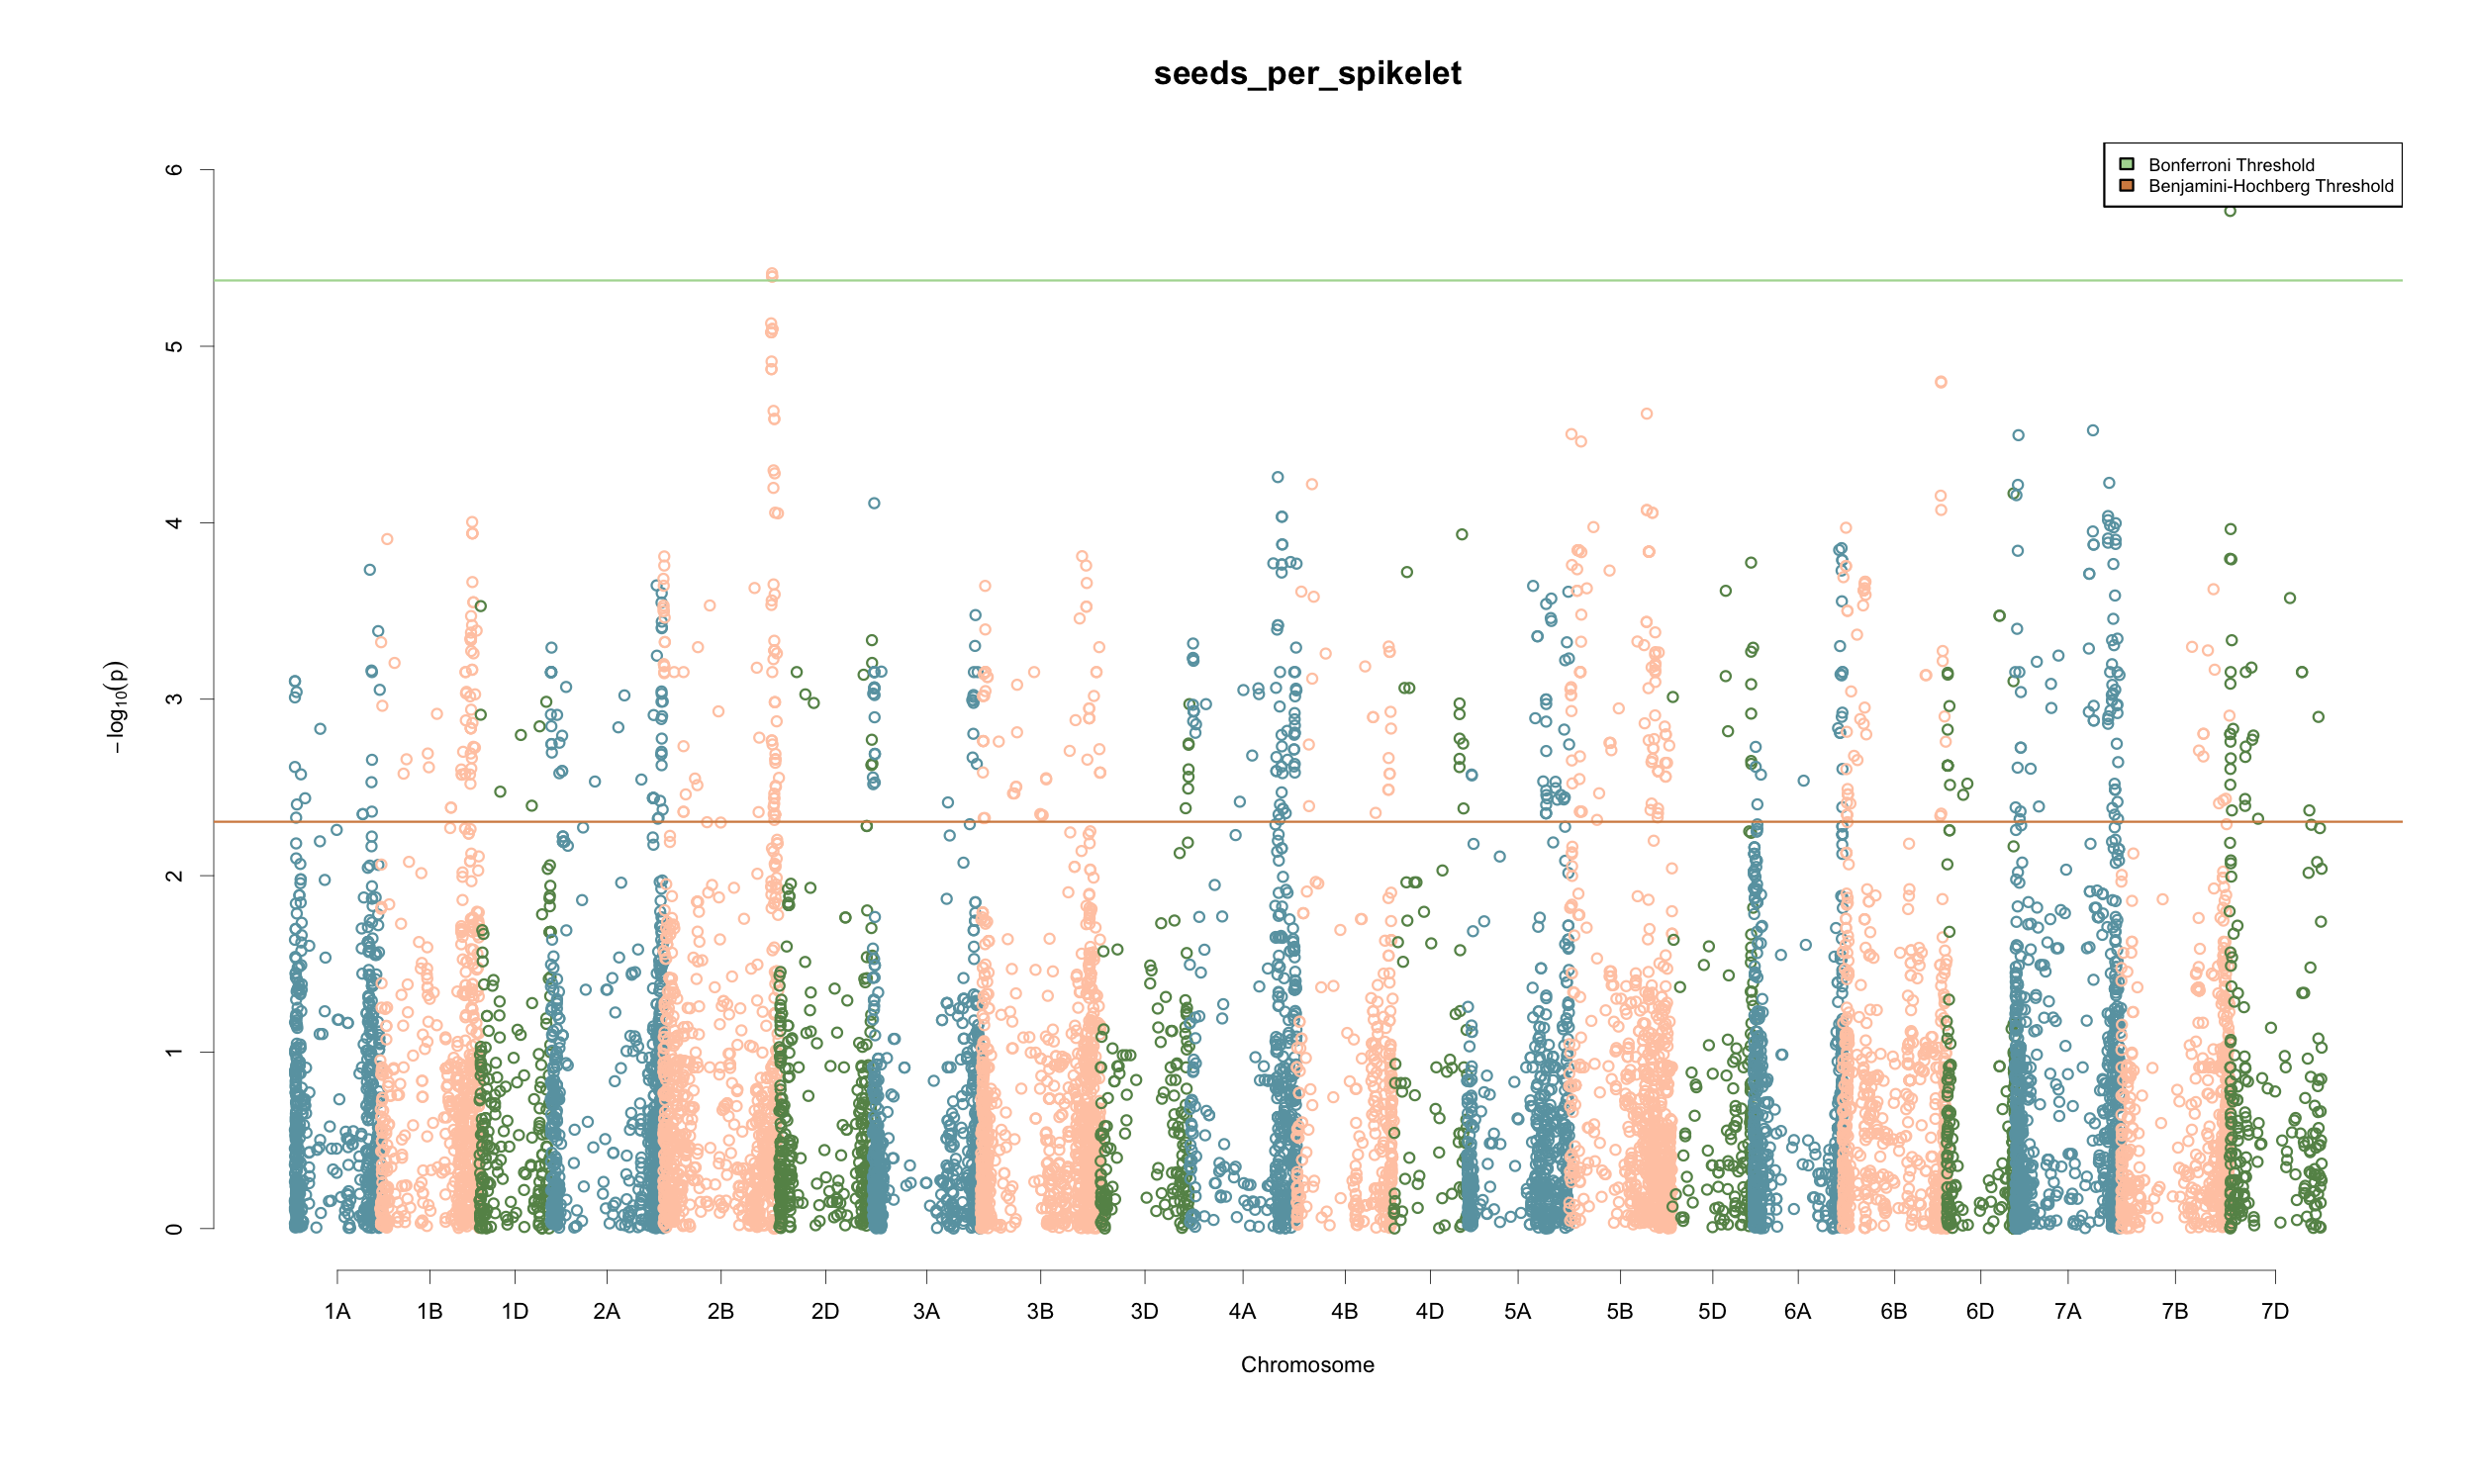 seeds_per_spikelet
Bonferroni Threshold
Benjamini-Hochberg Threshold
6
5
4
3
2
1
0
−log10(p)
1A 1B 1D 2A 2B 2D 3A 3B 3D 4A 4B 4D 5A 5B 5D 6A 6B 6D 7A 7B 7D
Chromosome